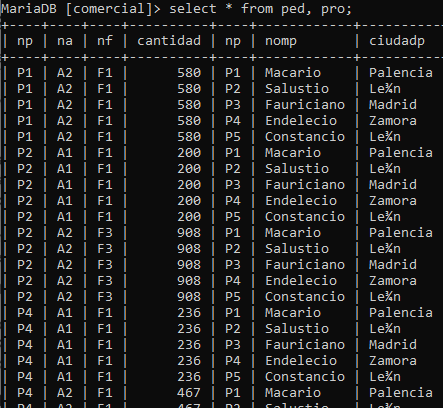 MariaDB [comercial]> select * from ped, pro;
+----+----+----+----------+----+------------+----------
| np | na | nf | cantidad | np | nomp | ciudadp
+----+----+----+----------+----+------------+----------
| P1 | A2 | F1 | 580 | P1 | Macario | Palencia
| P1 | A2 | F1 | 580 | P2 | Salustio | Le¾n
| P1 | A2 | F1 | 580 | P3 | Fauriciano | Madrid
| P1 | A2 | F1 | 580 | P4 | Endelecio | Zamora
| P1 | A2 | F1 | 580 | P5 | Constancio | Le¾n
| P2 | A1 | F1 | 200 | P1 | Macario | Palencia
| P2 | A1 | F1 | 200 | P2 | Salustio | Le¾n
| P2 | A1 | F1 | 200 | P3 | Fauriciano | Madrid
| P2 | A1 | F1 | 200 | P4 | Endelecio | Zamora
| P2 | A1 | F1 | 200 | P5 | Constancio | Le¾n
| P2 | A2 | F3 | 908 | P1 | Macario | Palencia
| P2 | A2 | F3 | 908 | P2 | Salustio | Le¾n
| P2 | A2 | F3 | 908 | P3 | Fauriciano | Madrid
| P2 | A2 | F3 | 908 | P4 | Endelecio | Zamora
| P2 | A2 | F3 | 908 | P5 | Constancio | Le¾n
| P4 | A1 | F1 | 236 | P1 | Macario | Palencia
| P4 | A1 | F1 | 236 | P2 | Salustio | Le¾n
| P4 | A1 | F1 | 236 | P3 | Fauriciano | Madrid
| P4 | A1 | F1 | 236 | P4 | Endelecio | Zamora
| P4 | A1 | F1 | 236 | P5 | Constancio | Le¾n
| P4 | A2 | F1 | 467 | P1 | Macario | Palencia
| P4 | A2 | F1 | 467 | P2 | Salustio | Le¾n